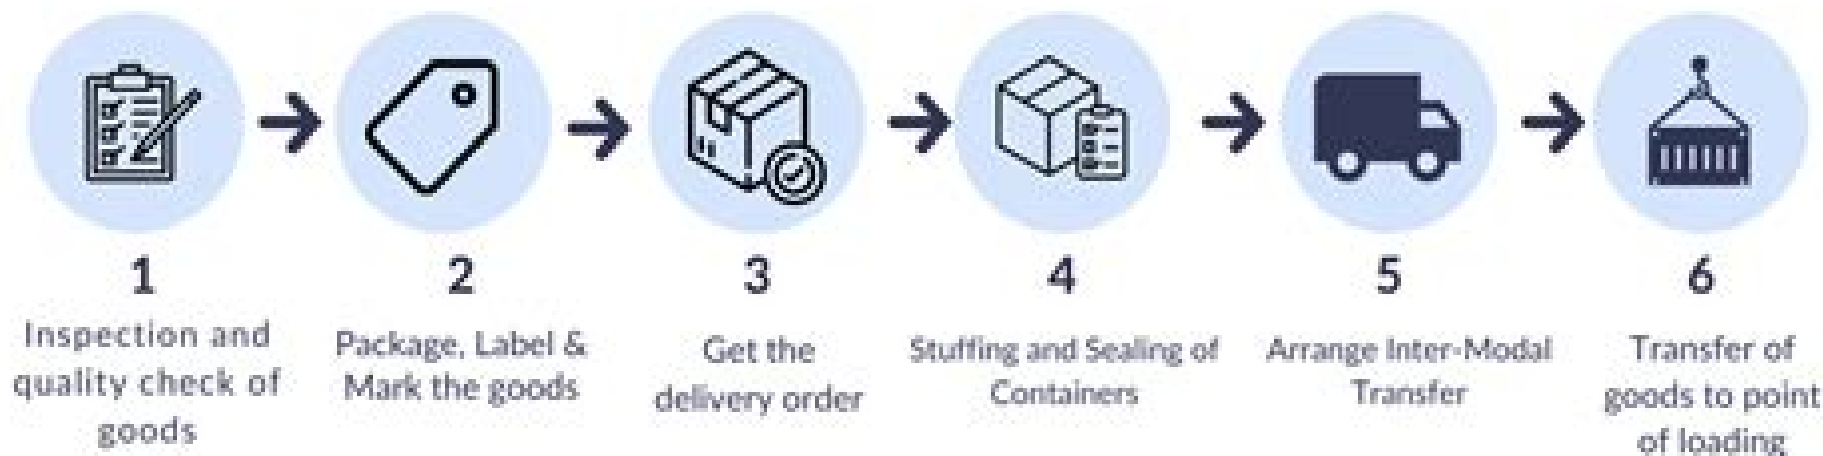 1
Inspection and
quality check of
goods
2
Package, Label &
Mark the goods
3
Get the
delivery order
4
Stuffing and Sealing of
Containers
5
Arrange Inter-Modal
Transfer
6
Transfer of
goods to point
of loading